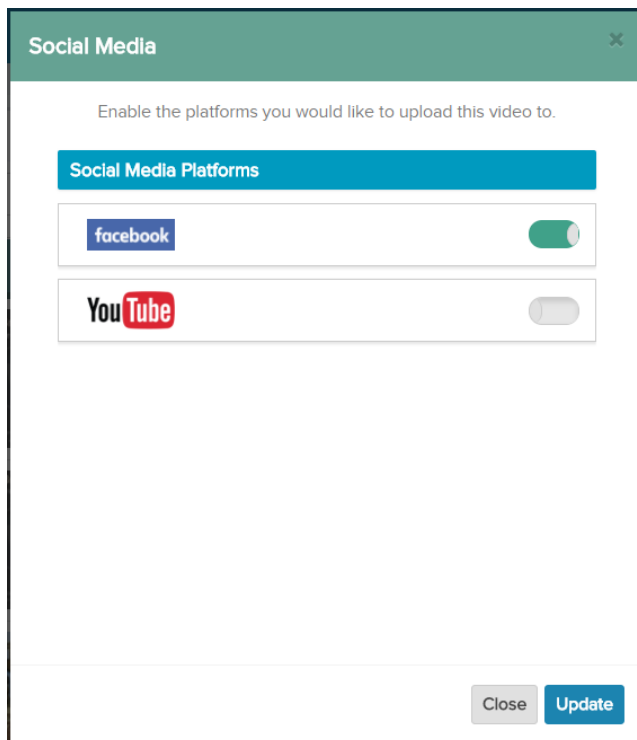 Social Media
Enable the platforms you would like to upload this video to.
Social Media Platforms
facebook
YouTube
Close Update